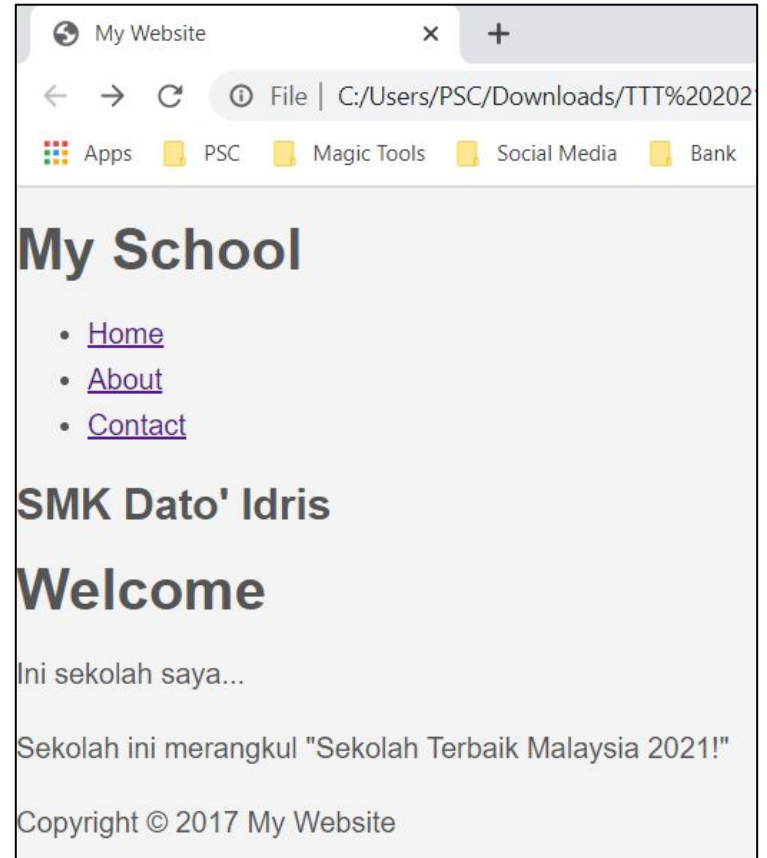 My Website
File | C:/Users/PSC/Downloads/TTT%20202
Apps PSC Magic Tools Social Media Bank
My School
Home
About
Contact
SMK Dato' Idris
Welcome
Ini sekolah saya...
Sekolah ini merangkul "Sekolah Terbaik Malaysia 2021!"
Copyright © 2017 My Website